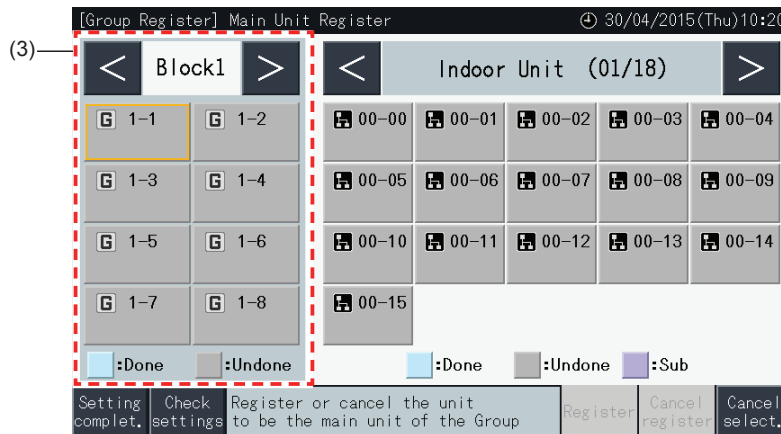 [Group Register] Main Unit Register 30/04/2015(Thu)10:20
(3)
< Block1 > < Indoor Unit (01/18) >
G 1-1 G 1-2 00-00 00-01 00-02 00-03 00-04
G 1-3 G 1-4 00-05 00-06 00-07 00-08 00-09
G 1-5 G 1-6 00-10 00-11 00-12 00-13 00-14
G 1-7 G 1-8 00-15
:Done :Undone :Done :Undone :Sub
Setting complet. Check settings Register or cancel the unit to be the main unit of the Group Register Cancel register Cancel select.